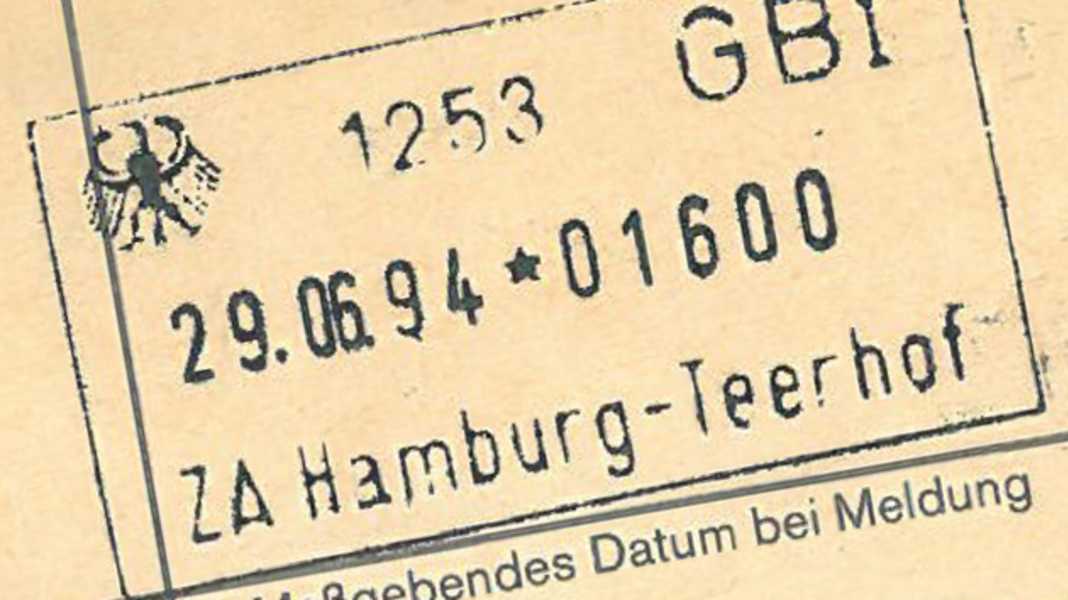 1253 GBI
29.06.94*01600
ZA Hamburg-Teerhof
Maßgebendes Datum bei Meldung